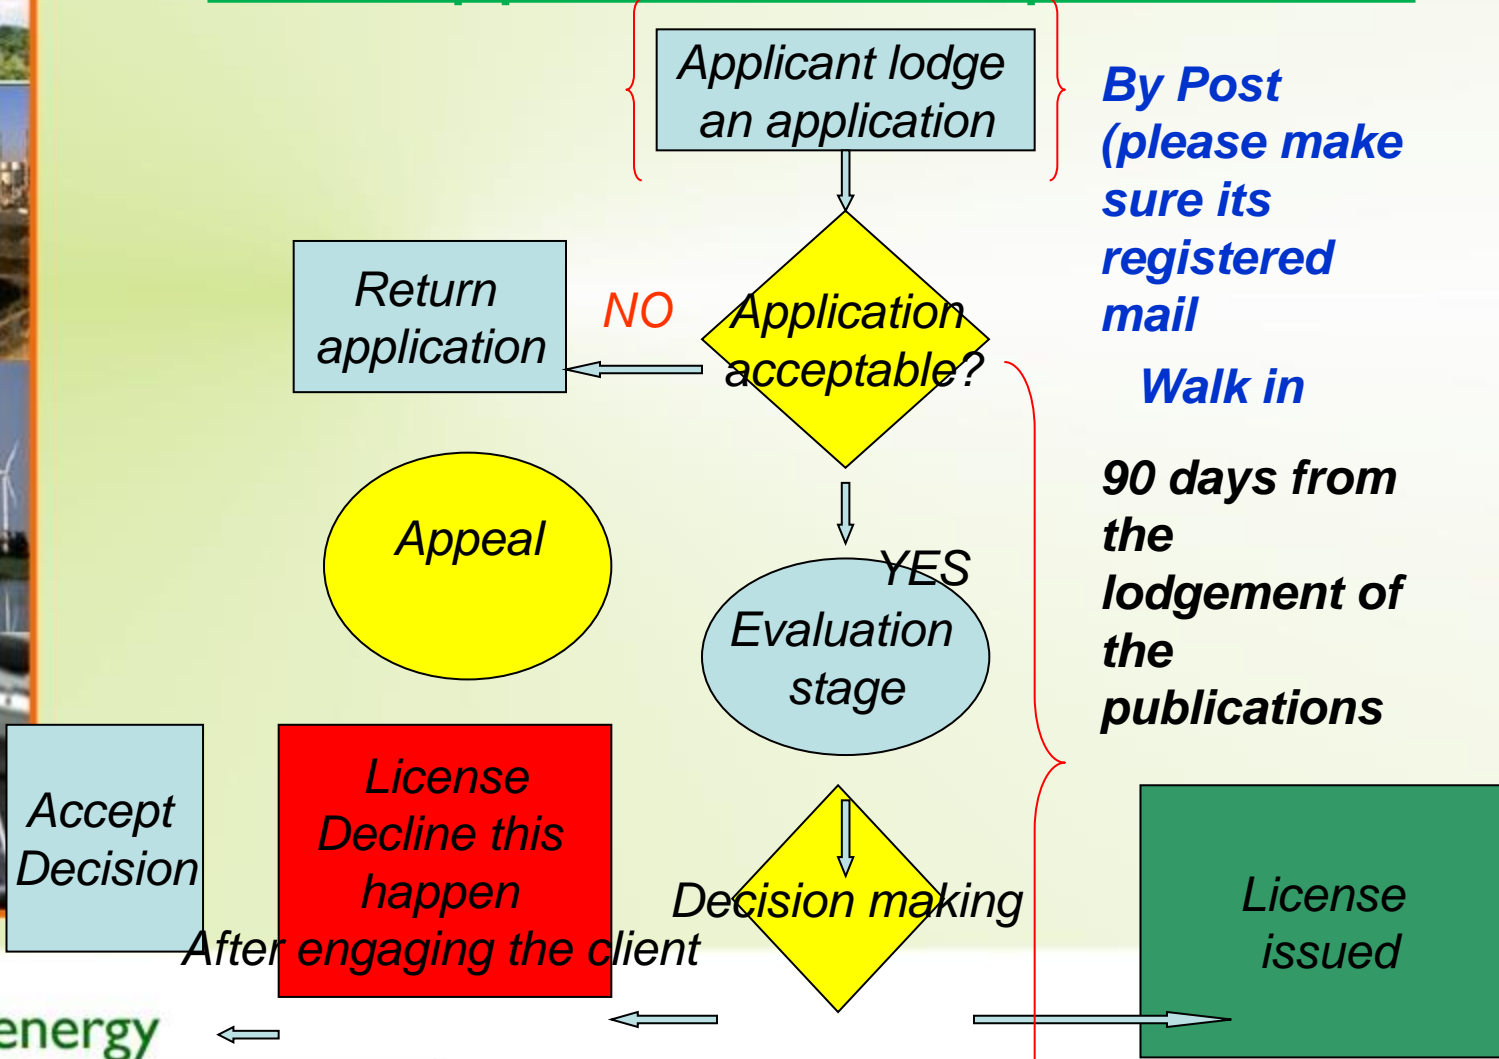 Applicant lodge
an application
By Post
(please make
sure its
registered
mail
Walk in
Return
application
NO
Application
acceptable?
90 days from
the
lodgement of
the
publications
Appeal
YES
Evaluation
stage
Accept
Decision
License
Decline this
happen
After engaging the client
Decision making
License
issued
energy